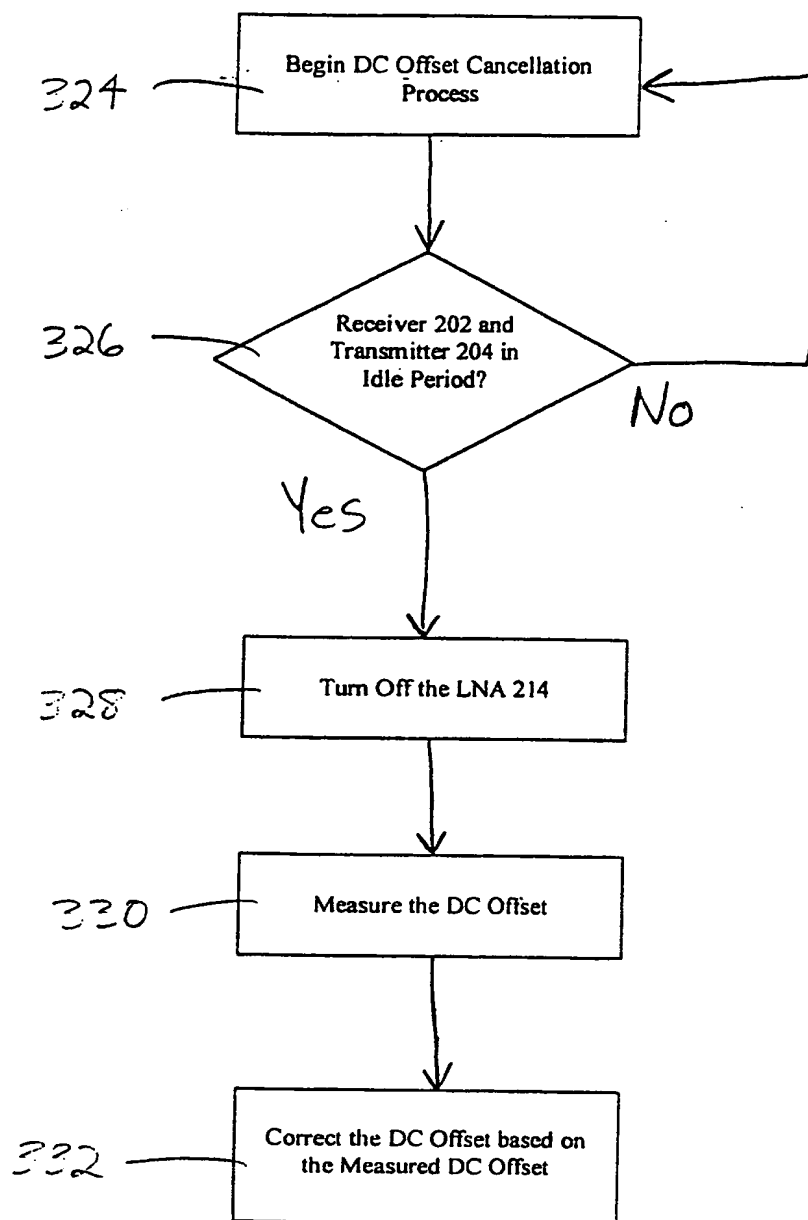 324
Begin DC Offset Cancellation
Process
326
Receiver 202 and
Transmitter 204 in
Idle Period?
No
Yes
328
Turn Off the LNA 214
330
Measure the DC Offset
332
Correct the DC Offset based on
the Measured DC Offset